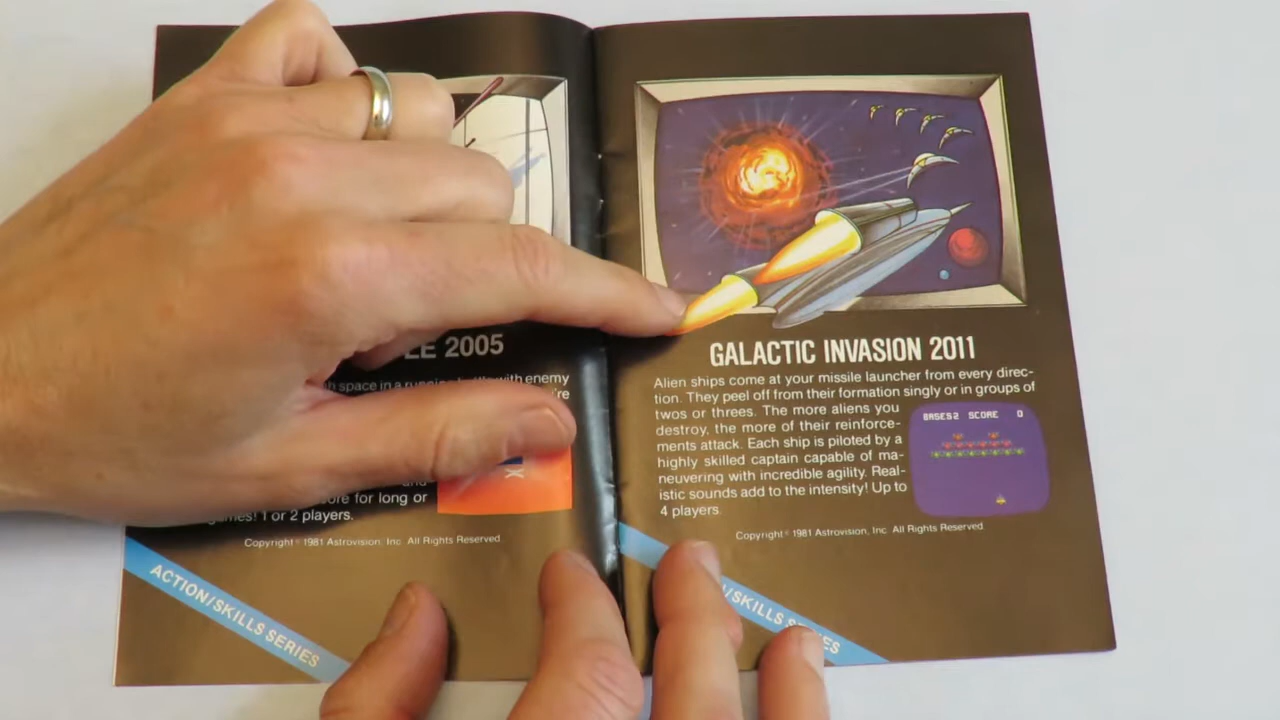 2005
space in a running battle with enemy
and
score for long or
games! 1 or 2 players.
Copyright © 1981 Astrovision, Inc. All Rights Reserved
ACTION/SKILLS SERIES
GALACTIC INVASION 2011
Alien ships come at your missile launcher from every direc-
tion. They peel off from their formation singly or in groups of
twos or threes. The more aliens you
destroy, the more of their reinforce-
ments attack. Each ship is piloted by a
highly skilled captain capable of ma-
neuvering with incredible agility. Real-
istic sounds add to the intensity! Up to
4 players.
BASES 2 SCORE 0
Copyright © 1981 Astrovision, Inc. All Rights Reserved.
/SKILLS SERIES